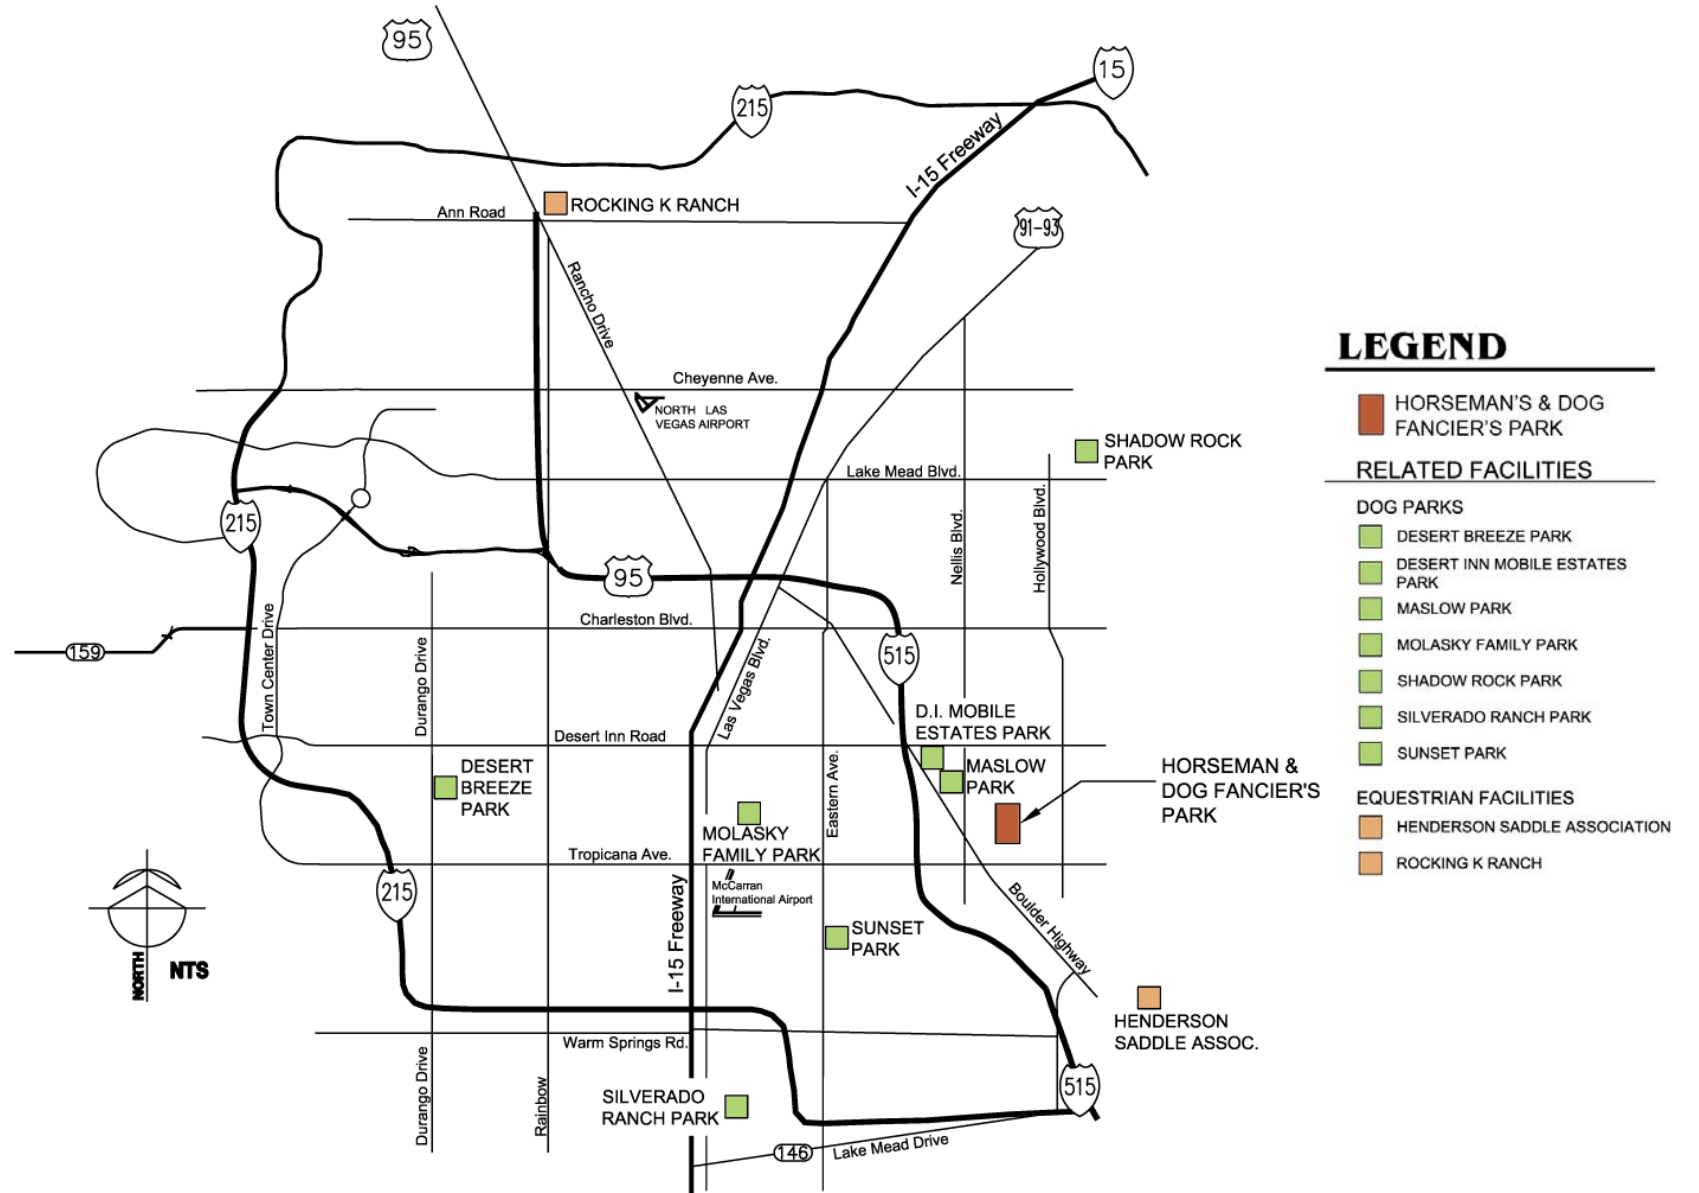 95
15
215
I-15 Freeway
ROCKING K RANCH
Ann Road
91-93
Rancho Drive
Cheyenne Ave.
NORTH LAS
VEGAS AIRPORT
SHADOW ROCK
PARK
Lake Mead Blvd.
215
Nellis Blvd.
Hollywood Blvd.
95
Charleston Blvd.
159
Town Center Drive
Durango Drive
515
Las Vegas Blvd.
D.I. MOBILE
ESTATES PARK
Desert Inn Road
DESERT
BREEZE
PARK
MASLOW
PARK
HORSEMAN &
DOG FANCIER'S
PARK
Eastern Ave.
MOLASKY
FAMILY PARK
Tropicana Ave.
215
McCarran
International Airport
Boulder Highway
I-15 Freeway
SUNSET
PARK
NORTH
NTS
HENDERSON
SADDLE ASSOC.
Warm Springs Rd.
Durango Drive
Rainbow
SILVERADO
RANCH PARK
515
146
Lake Mead Drive
LEGEND
HORSEMAN'S & DOG
FANCIER'S PARK
RELATED FACILITIES
DOG PARKS
DESERT BREEZE PARK
DESERT INN MOBILE ESTATES
PARK
MASLOW PARK
MOLASKY FAMILY PARK
SHADOW ROCK PARK
SILVERADO RANCH PARK
SUNSET PARK
EQUESTRIAN FACILITIES
HENDERSON SADDLE ASSOCIATION
ROCKING K RANCH